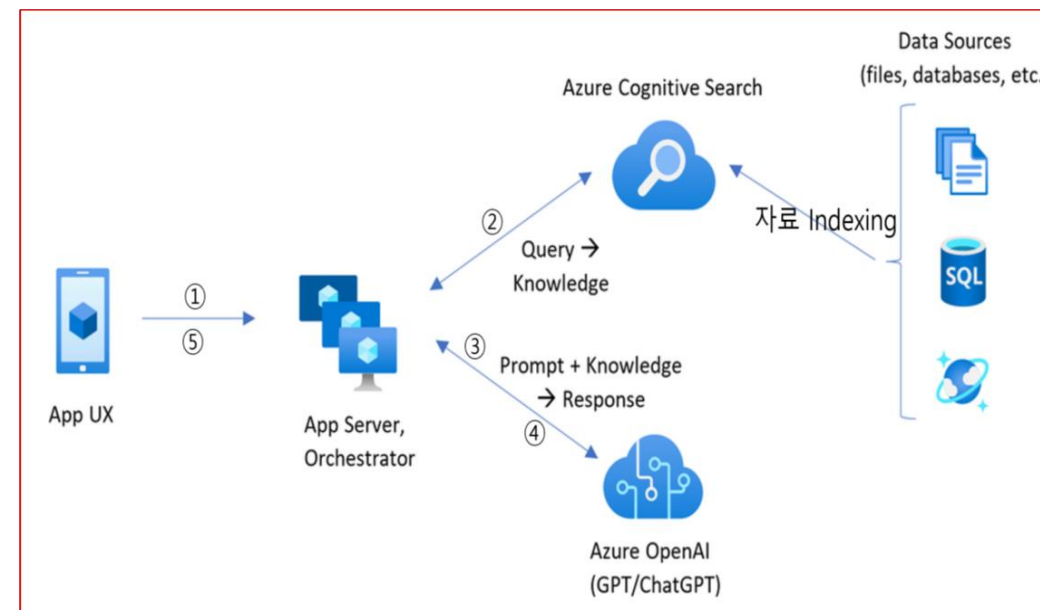 Data Sources
(files, databases, etc.
Azure Cognitive Search
자료 Indexing
②
Query →
Knowledge
SQL
①
⑤
③
Prompt + Knowledge
→ Response
④
App UX
App Server,
Orchestrator
Azure OpenAI
(GPT/ChatGPT)